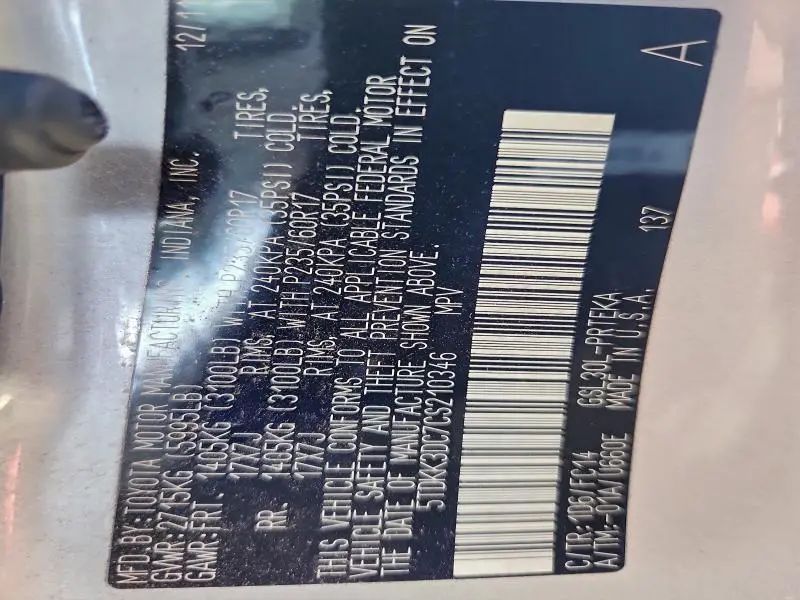 MFD. BY: TOYOTA MOTOR MANUFACTURING INDIANA, INC. 12/11
GVWR: 2715KG (5995LB)
GAWR: FRT. 1405KG (3100LB) WITH P235/60R17 TIRES,
17X7J RIMS, AT 240KPA (35PSI) COLD.
RR. 1405KG (3100LB) WITH P235/60R17 TIRES,
17X7J RIMS, AT 240KPA (35PSI) COLD.
THIS VEHICLE CONFORMS TO ALL APPLICABLE FEDERAL MOTOR
VEHICLE SAFETY AND THEFT PREVENTION STANDARDS IN EFFECT ON
THE DATE OF MANUFACTURE SHOWN ABOVE.
5TDKK3DC7CS210346 MPV
A
C/TR: 1D6/FC14 GSL30L-PRTEKA 137
A/TM: -01A/U660E MADE IN U.S.A.